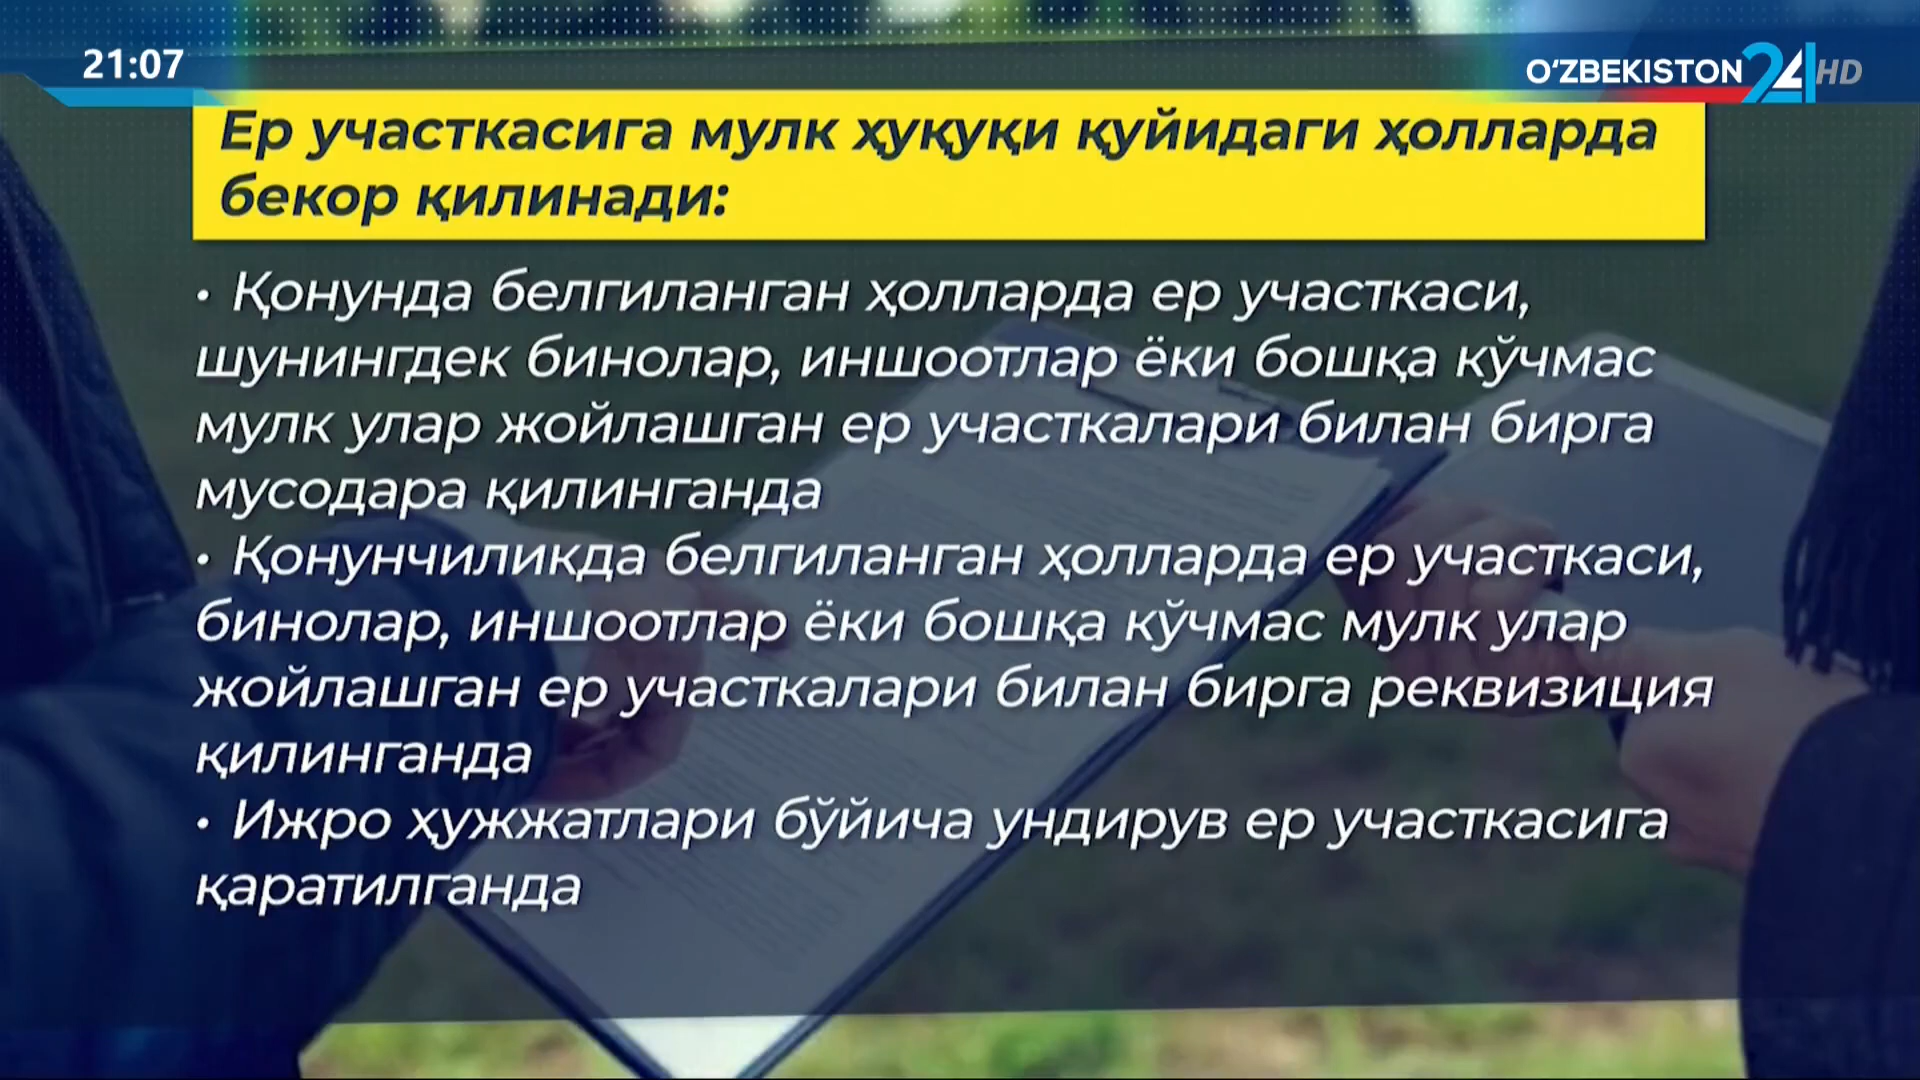 21:07
O‘ZBEKISTON 24 HD
Ер участкасига мулк ҳуқуқи қуйидаги ҳолларда
бекор қилинади:
• Қонунда белгиланган ҳолларда ер участкаси,
шунингдек бинолар, иншоотлар ёки бошқа кўчмас
мулк улар жойлашган ер участкалари билан бирга
мусодара қилинганда
• Қонунчиликда белгиланган ҳолларда ер участкаси,
бинолар, иншоотлар ёки бошқа кўчмас мулк улар
жойлашган ер участкалари билан бирга реквизиция
қилинганда
• Ижро ҳужжатлари бўйича ундирув ер участкасига
қаратилганда